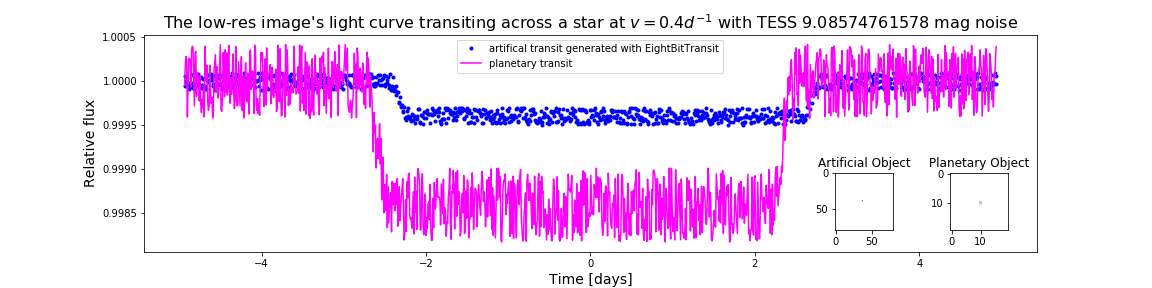 The low-res image's light curve transiting across a star at v = 0.4d⁻¹ with TESS 9.08574761578 mag noise
artifical transit generated with EightBitTransit
planetary transit
Relative flux
1.0005
1.0000
0.9995
0.9990
0.9985
Artificial Object
Planetary Object
0
50
0
50
0
10
0
10
−4
−2
0
2
4
Time [days]